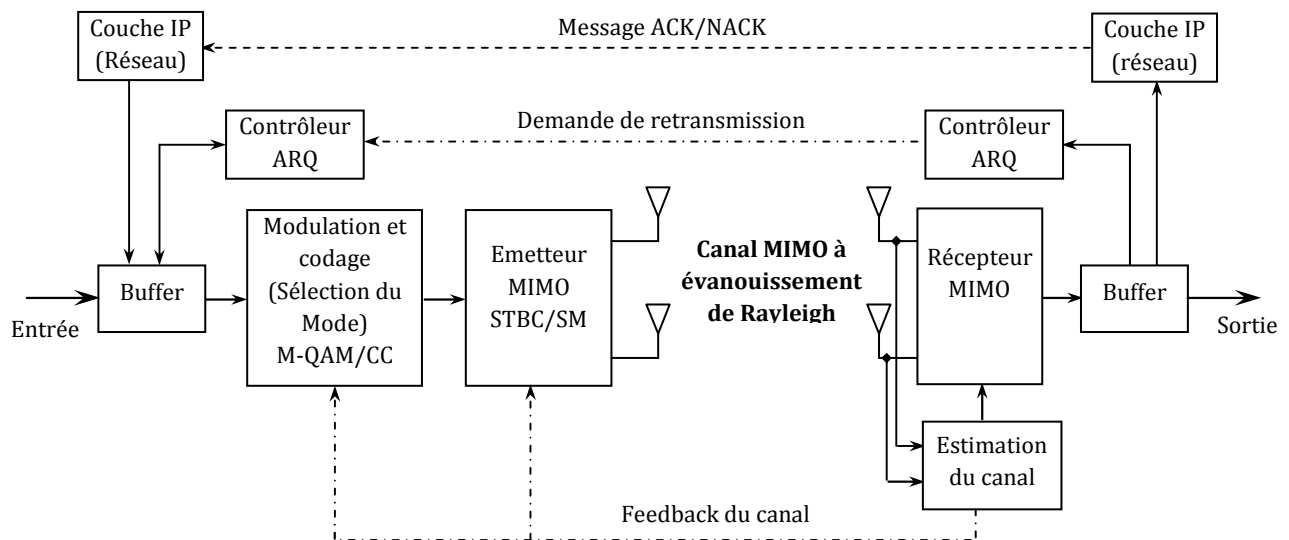 Couche IP
(Réseau)
Message ACK/NACK
Couche IP
(réseau)
Contrôleur
ARQ
Demande de retransmission
Contrôleur
ARQ
Modulation et
codage
(Sélection du
Mode)
M-QAM/CC
Emetteur
MIMO
STBC/SM
Canal MIMO à
évanouissement
de Rayleigh
Récepteur
MIMO
Buffer
Buffer
Entrée
Sortie
Estimation
du canal
Feedback du canal